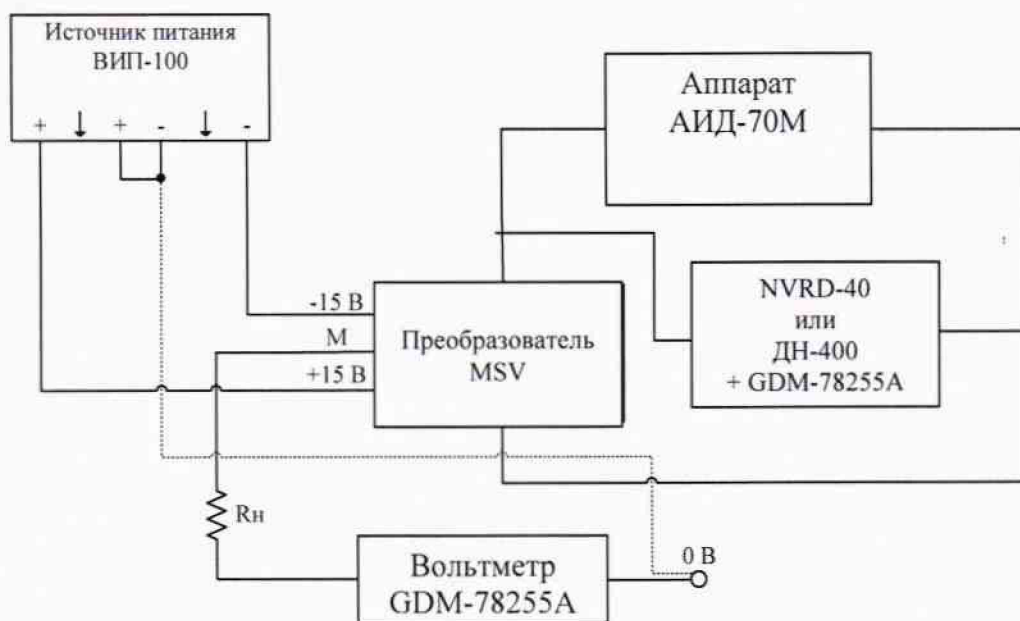 Источник питания
ВИП-100
+ ↓ + - ↓ -
Аппарат
АИД-70М
-15 В
М
+15 В
Преобразователь
MSV
NVRD-40
или
ДН-400
+ GDM-78255A
Rн
Вольтметр
GDM-78255A
0 В